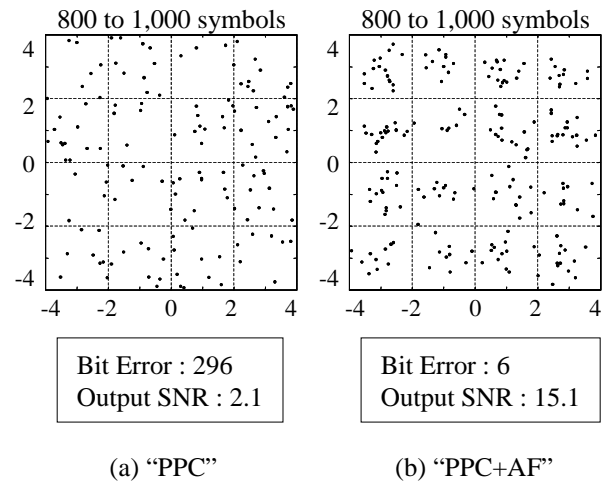 800 to 1,000 symbols
4
2
0
-2
-4
-4 -2 0 2 4
Bit Error : 296
Output SNR : 2.1
(a) “PPC”
800 to 1,000 symbols
4
2
0
-2
-4
-4 -2 0 2 4
Bit Error : 6
Output SNR : 15.1
(b) “PPC+AF”